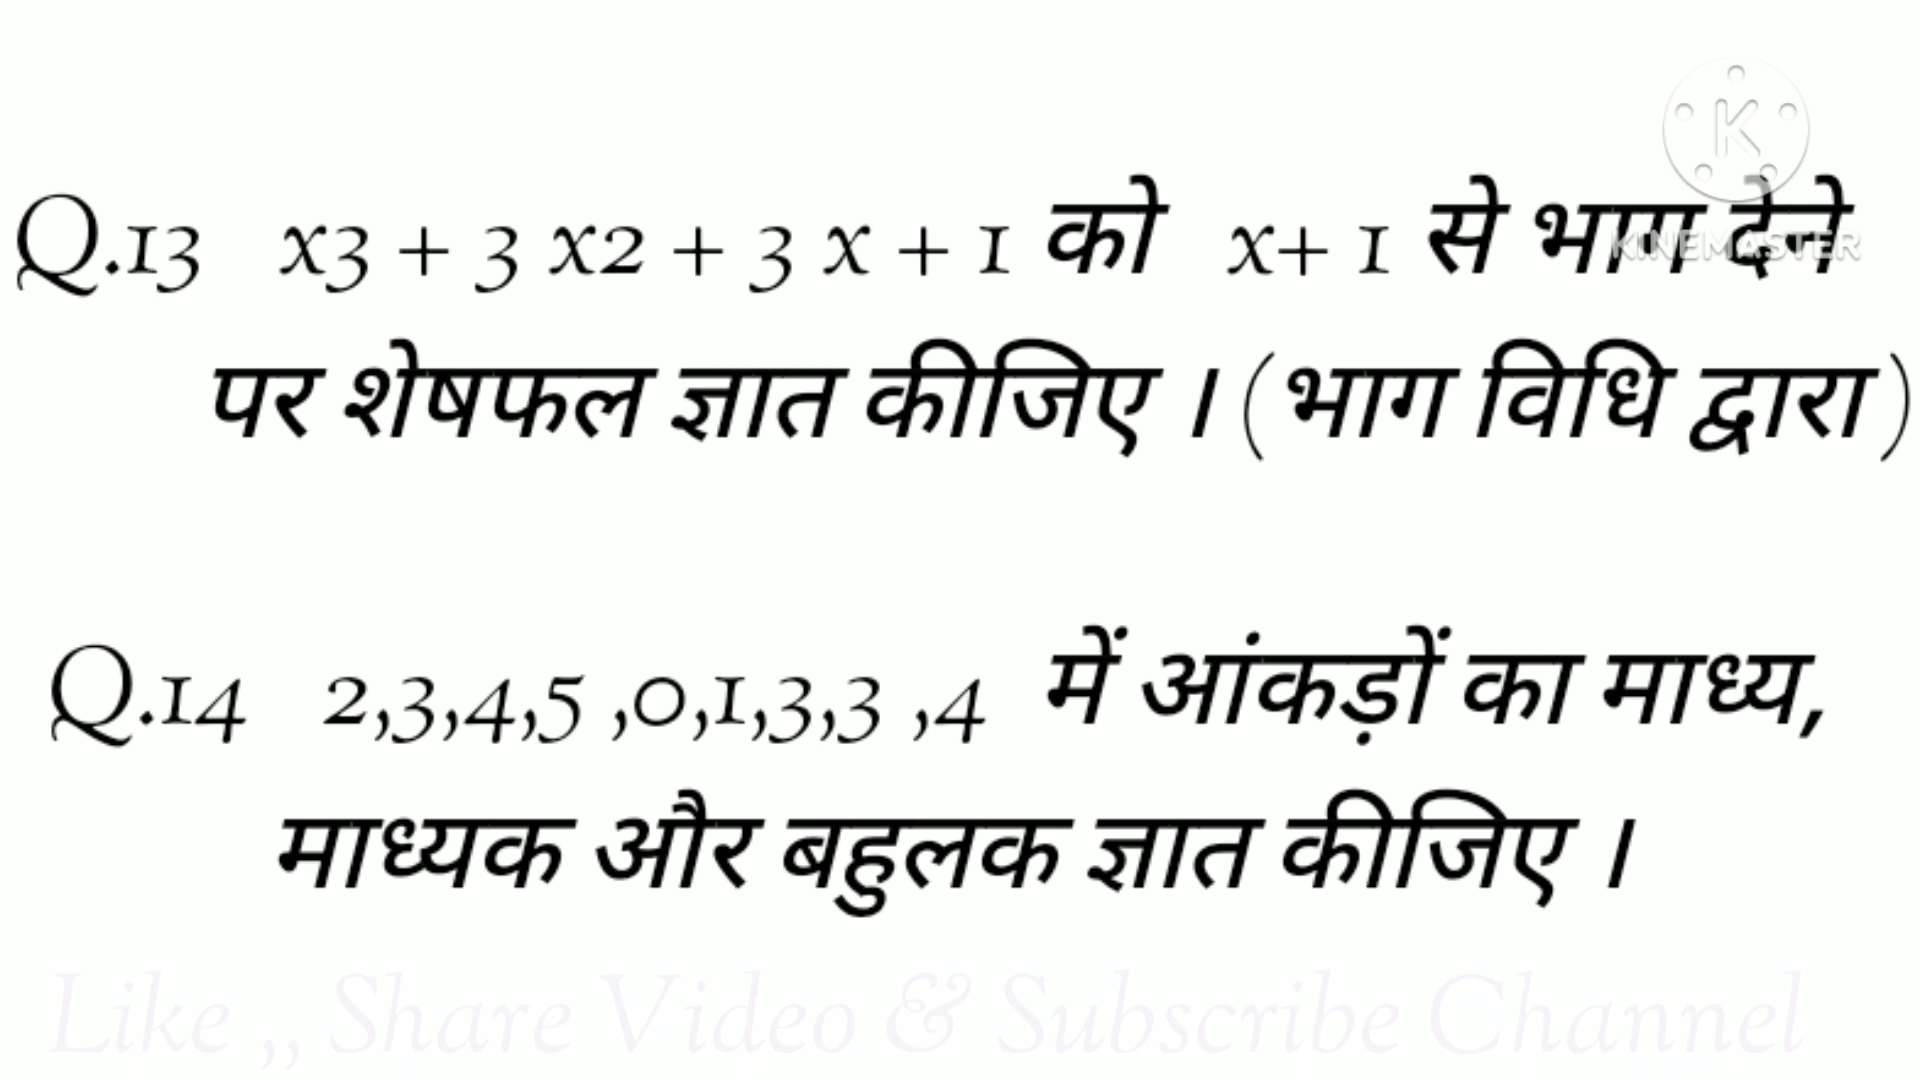 Q.13 x3 + 3 x2 + 3 x + 1 को x+ 1 से भाग देने
KINEMASTER
पर शेषफल ज्ञात कीजिए । (भाग विधि द्वारा)
Q.14 2,3,4,5 ,0,1,3,3 ,4 में आंकड़ों का माध्य,
माध्यक और बहुलक ज्ञात कीजिए ।
Like ,, Share Video & Subscribe Channel